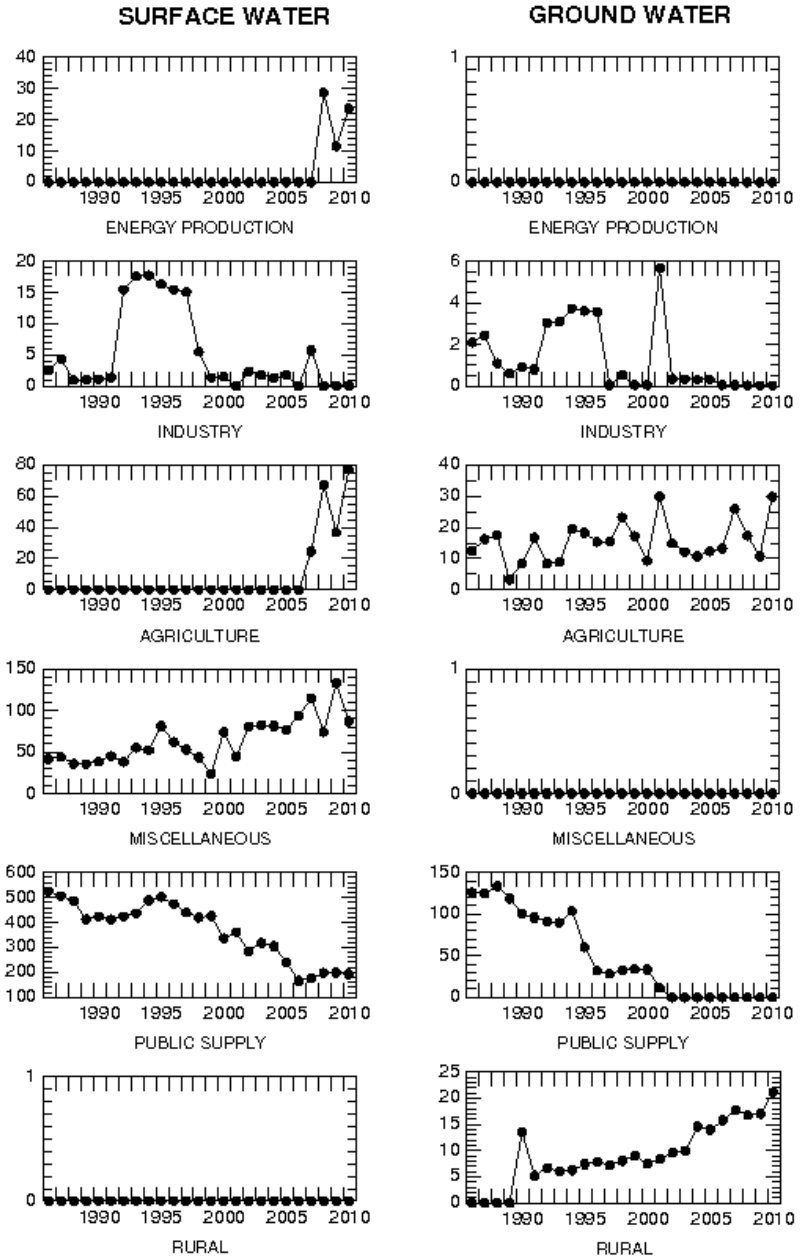 SURFACE WATER
GROUND WATER
40
30
20
10
0
1990 1995 2000 2005 2010
ENERGY PRODUCTION
1
0
1990 1995 2000 2005 2010
ENERGY PRODUCTION
20
15
10
5
0
1990 1995 2000 2005 2010
INDUSTRY
6
4
2
0
1990 1995 2000 2005 2010
INDUSTRY
80
60
40
20
0
1990 1995 2000 2005 2010
AGRICULTURE
40
30
20
10
0
1990 1995 2000 2005 2010
AGRICULTURE
150
100
50
0
1990 1995 2000 2005 2010
MISCELLANEOUS
1
0
1990 1995 2000 2005 2010
MISCELLANEOUS
600
500
400
300
200
100
1990 1995 2000 2005 2010
PUBLIC SUPPLY
150
100
50
0
1990 1995 2000 2005 2010
PUBLIC SUPPLY
1
0
1990 1995 2000 2005 2010
RURAL
25
20
15
10
5
0
1990 1995 2000 2005 2010
RURAL